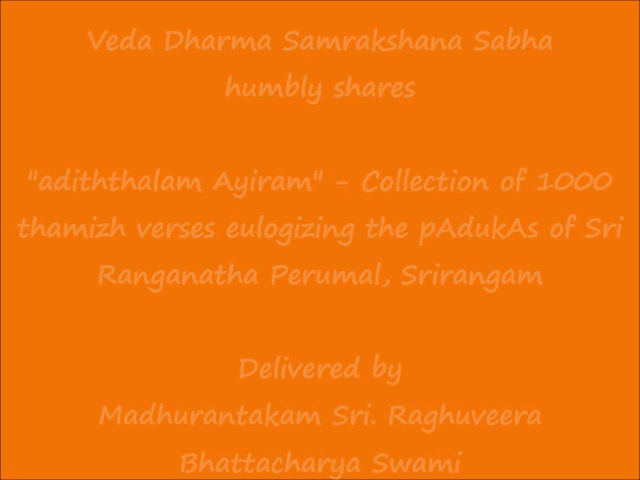 Veda Dharma Samrakshana Sabha
humbly shares
"adiththalam Ayiram" - Collection of 1000
thamizh verses eulogizing the pAdukAs of Sri
Ranganatha Perumal, Srirangam
Delivered by
Madhurantakam Sri. Raghuveera
Bhattacharya Swami